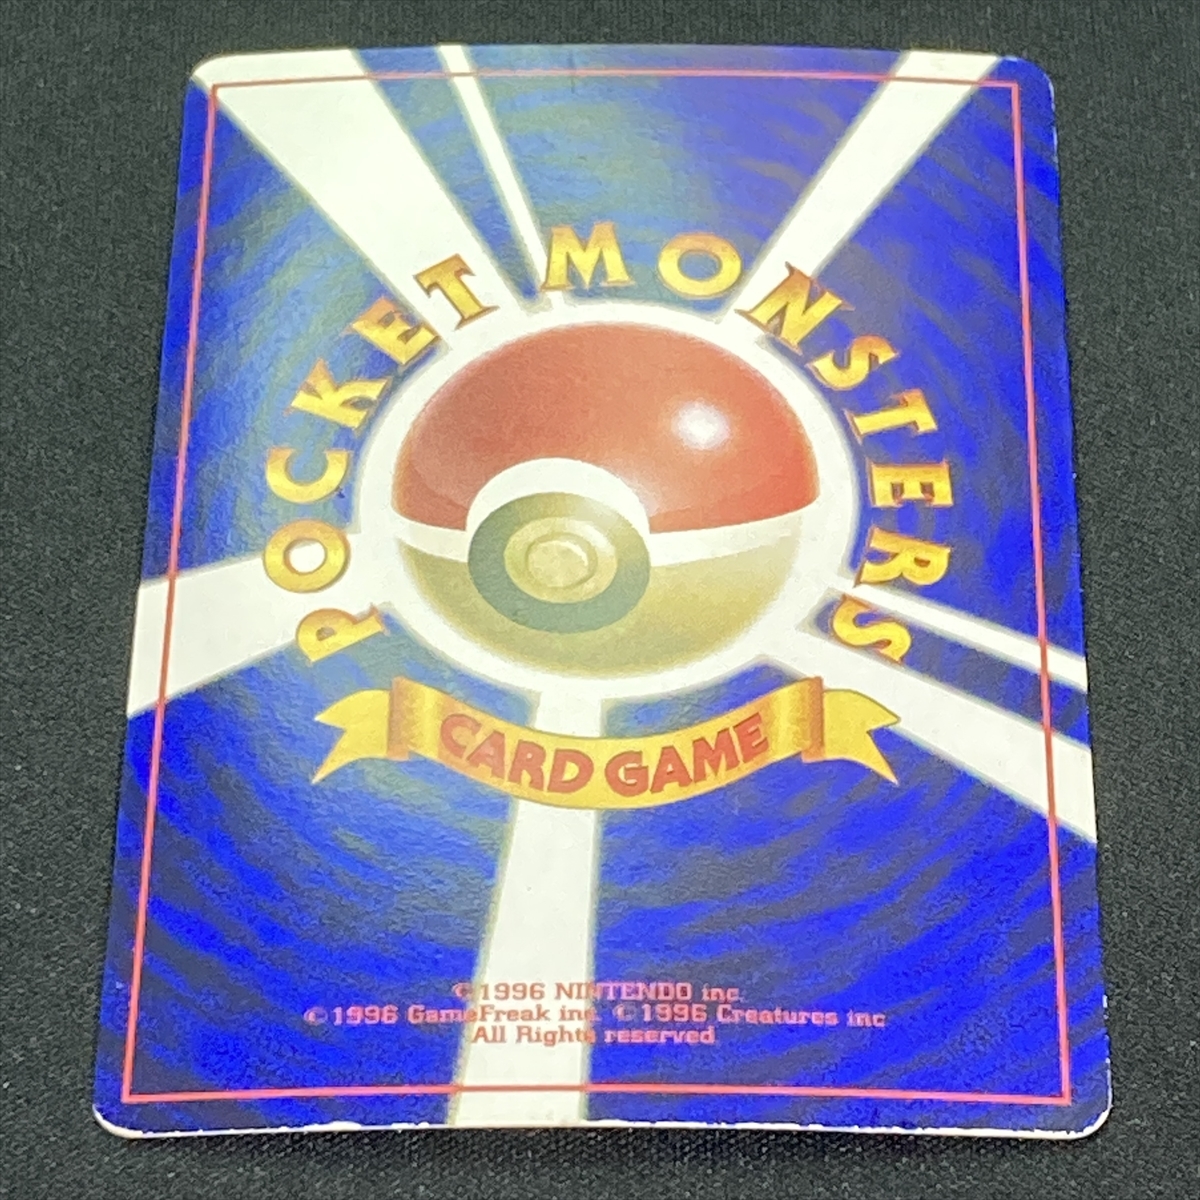 POCKET MONSTERS
CARD GAME
©1996 NINTENDO inc.
©1996 GameFreak inc. ©1996 Creatures inc
All Rights reserved